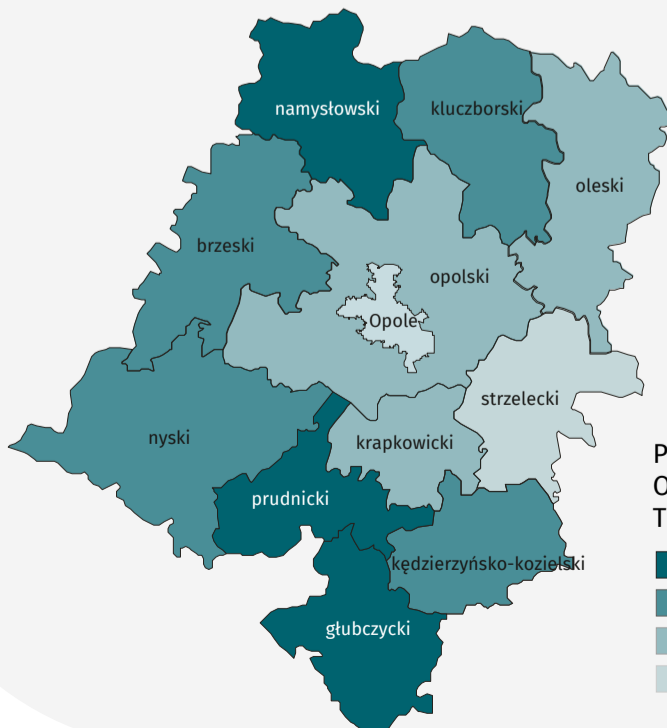 namysłowski
kluczborski
oleski
brzeski
opolski
Opole
strzelecki
nyski
krapkowicki
prudnicki
kędzierzyńsko-kozielski
głubczycki
P
O
T